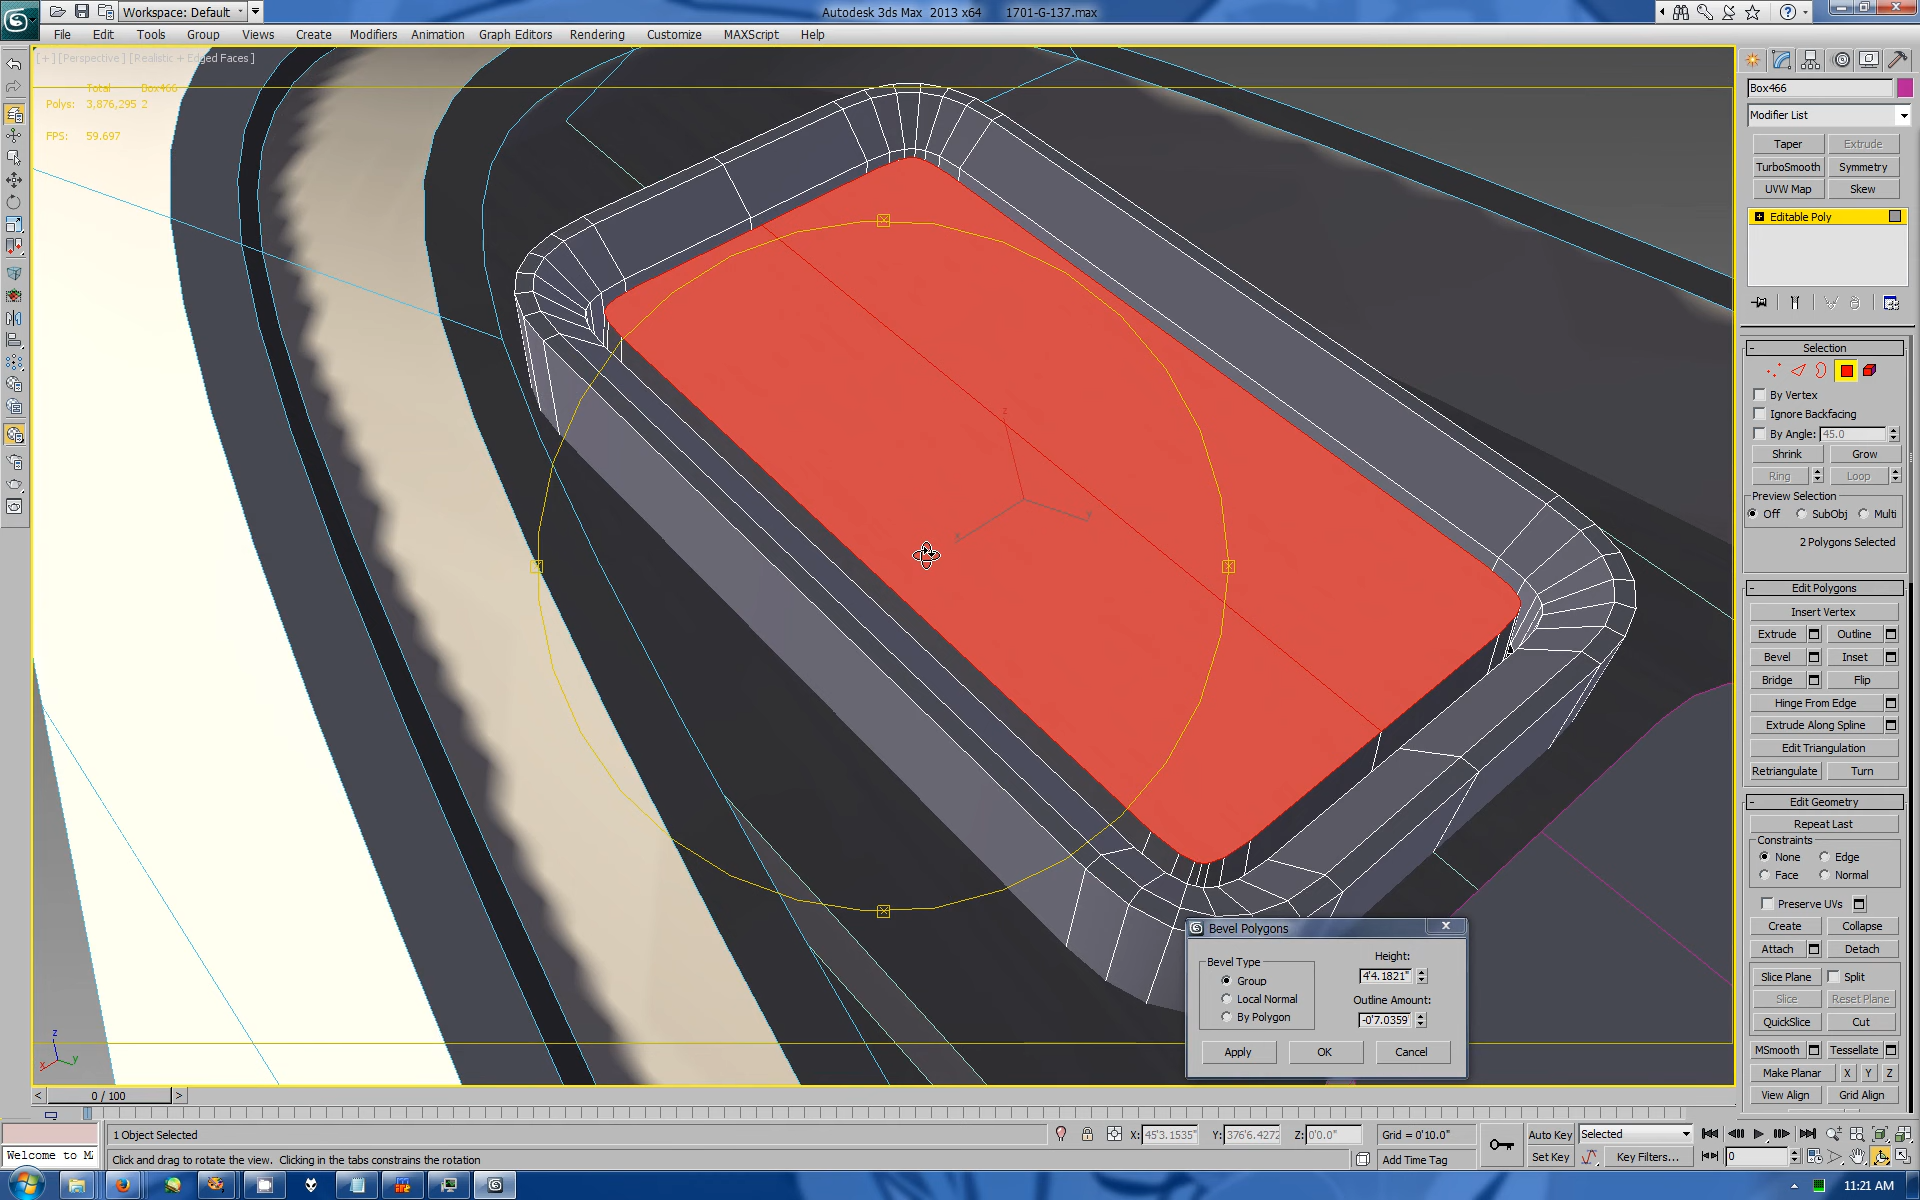 Workspace: Default
Autodesk 3ds Max 2013 x64 1701-G-137.max
File Edit Tools Group Views Create Modifiers Animation Graph Editors Rendering Customize MAXScript Help
[ + ] [Perspective ] [Realistic + Edged Faces ]
Total Box466
Polys: 3,876,295 2
FPS: 59.697
z
y
x
z
x
y
Box466
Modifier List
Taper Extrude
TurboSmooth Symmetry
UVW Map Skew
Editable Poly
Selection
By Vertex
Ignore Backfacing
By Angle: 45.0
Shrink Grow
Ring Loop
Preview Selection
Off SubObj Multi
2 Polygons Selected
Edit Polygons
Insert Vertex
Extrude Outline
Bevel Inset
Bridge Flip
Hinge From Edge
Extrude Along Spline
Edit Triangulation
Retriangulate Turn
Edit Geometry
Repeat Last
Constraints
None Edge
Face Normal
Preserve UVs
Create Collapse
Attach Detach
Slice Plane Split
Slice Reset Plane
QuickSlice Cut
MSmooth Tessellate
Make Planar X Y Z
View Align Grid Align
Bevel Polygons
Bevel Type
Group
Local Normal
By Polygon
Height:
4'4.1821"
Outline Amount:
-0'7.0359
Apply OK Cancel
< 0 / 100 >
1 Object Selected X: 45'3.1535" Y: 376'6.4272 Z: 0'0.0" Grid = 0'10.0" Auto Key Selected
Welcome to M Click and drag to rotate the view. Clicking in the tabs constrains the rotation Add Time Tag Set Key Key Filters... 0
11:21 AM